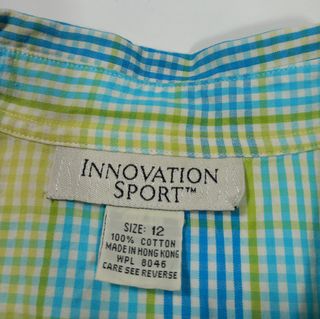 INNOVATION
SPORT™
SIZE: 12
100% COTTON
MADE IN HONG KONG
WPL 8046
CARE SEE REVERSE